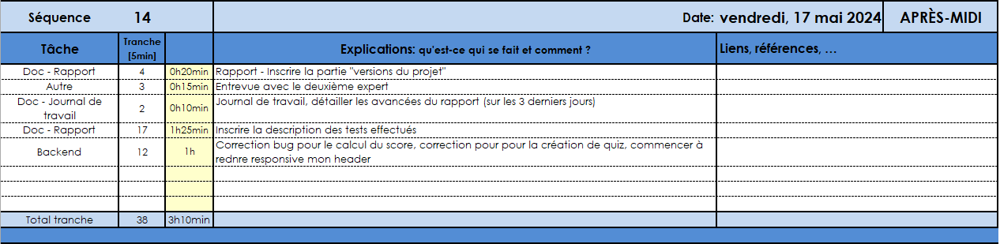 Séquence 14 Date: vendredi, 17 mai 2024 APRÈS-MIDI
Tâche Tranche [5min] Explications: qu'est-ce qui se fait et comment ? Liens, références, ...
Doc - Rapport 4 0h20min Rapport - Inscrire la partie "versions du projet"
Autre 3 0h15min Entrevue avec le deuxième expert
Doc - Journal de travail 2 0h10min Journal de travail, détailler les avancées du rapport (sur les 3 derniers jours)
Doc - Rapport 17 1h25min Inscrire la description des tests effectués
Backend 12 1h Correction bug pour le calcul du score, correction pour pour la création de quiz, commencer à
rednre responsive mon header
Total tranche 38 3h10min